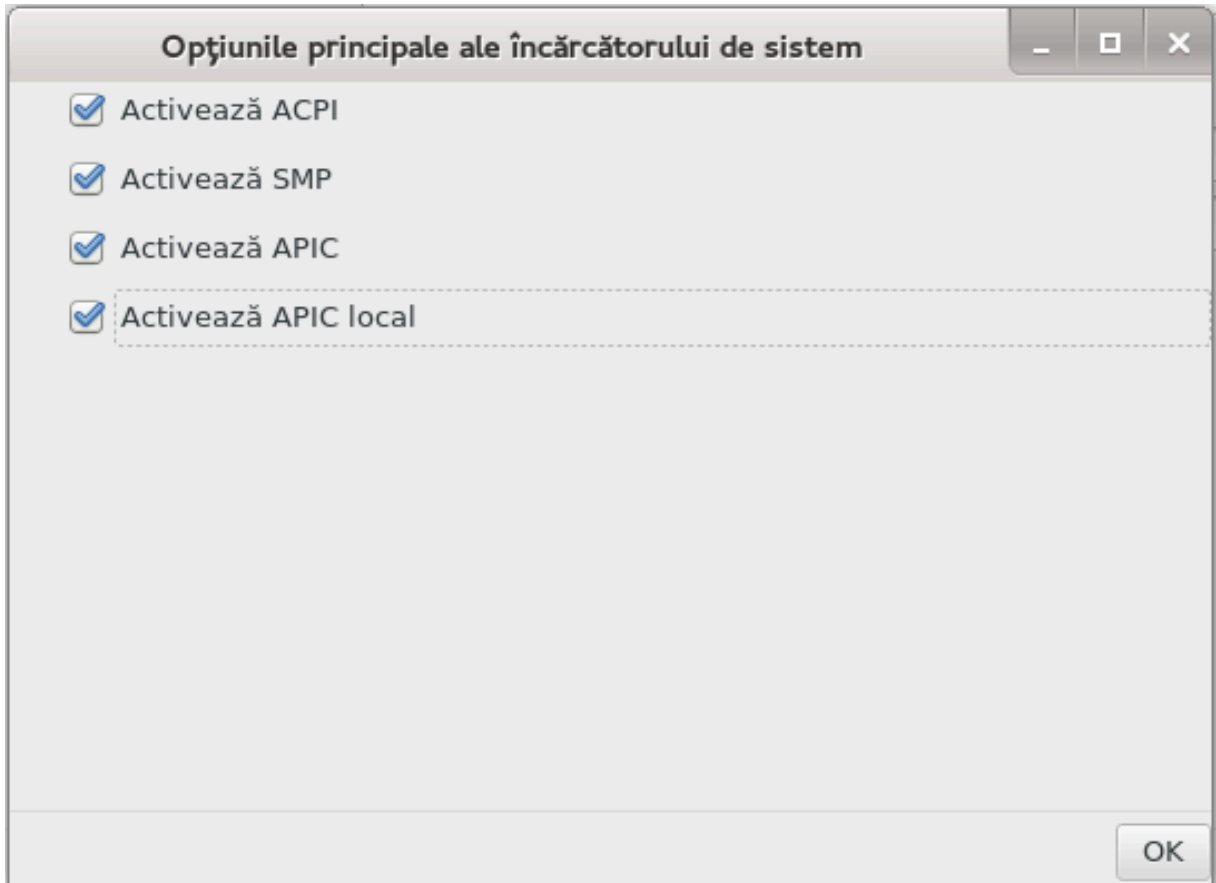 Opţiunile principale ale încărcătorului de sistem
Activează ACPI
Activează SMP
Activează APIC
Activează APIC local
OK